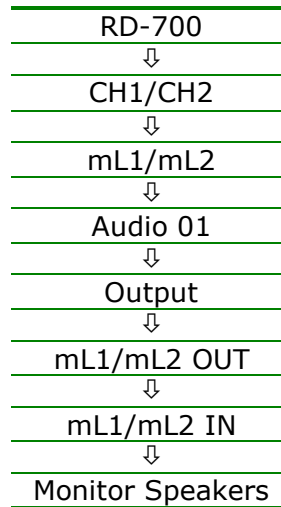 RD-700
⇩
CH1/CH2
⇩
mL1/mL2
⇩
Audio 01
⇩
Output
⇩
mL1/mL2 OUT
⇩
mL1/mL2 IN
⇩
Monitor Speakers